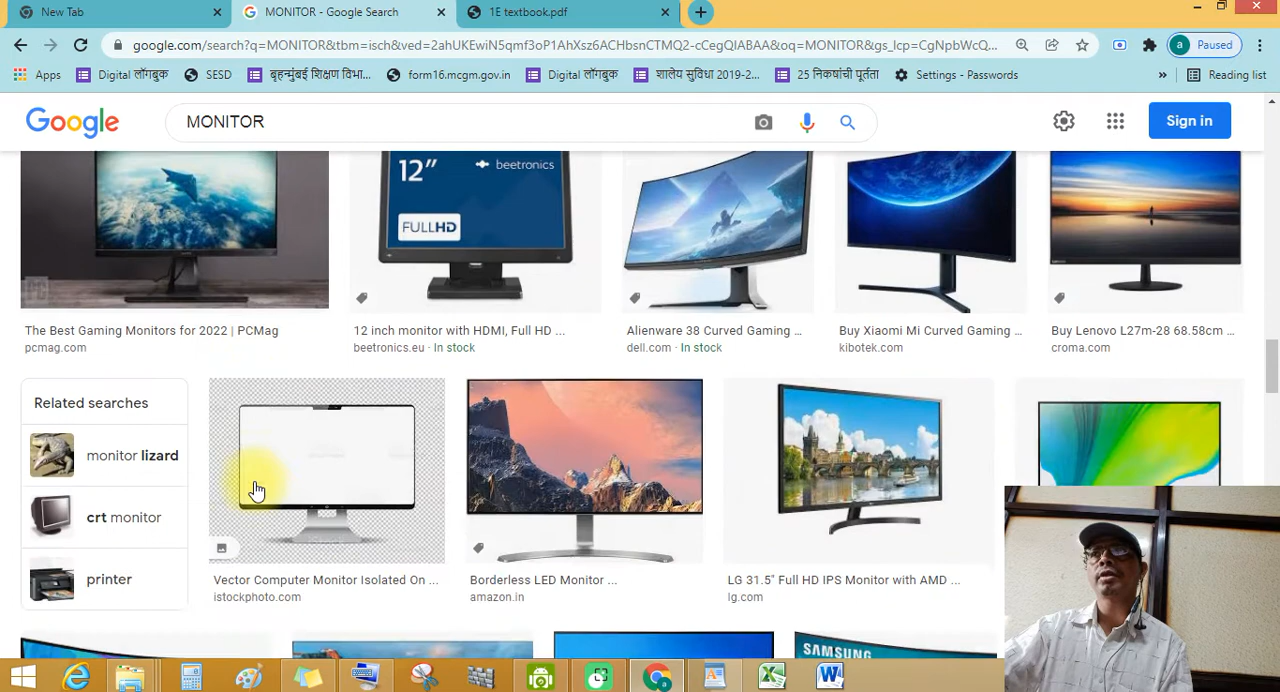 New Tab
MONITOR - Google Search
1E textbook.pdf
google.com/search?q=MONITOR&tbm=isch&ved=2ahUKEwiN5qmf3oP1AhXsz6ACHbsnCTMQ2-cCegQIABAA&oq=MONITOR&gs_lcp=CgNpbWcQ...
a Paused
Apps
Digital लॉगबुक
SESD
बृहन्मुंबई शिक्षण विभा...
form16.mcgm.gov.in
Digital लॉगबुक
शालेय सुविधा 2019-2...
25 निकषांची पूर्तता
Settings - Passwords
»
Reading list
Google
MONITOR
Sign in
12”
beetronics
FULLHD
The Best Gaming Monitors for 2022 | PCMag
pcmag.com
12 inch monitor with HDMI, Full HD ...
beetronics.eu · In stock
Alienware 38 Curved Gaming ...
dell.com · In stock
Buy Xiaomi Mi Curved Gaming ...
kibotek.com
Buy Lenovo L27m-28 68.58cm ...
croma.com
Related searches
monitor lizard
crt monitor
printer
Vector Computer Monitor Isolated On ...
istockphoto.com
Borderless LED Monitor ...
amazon.in
LG 31.5" Full HD IPS Monitor with AMD ...
lg.com
SAMSUNG